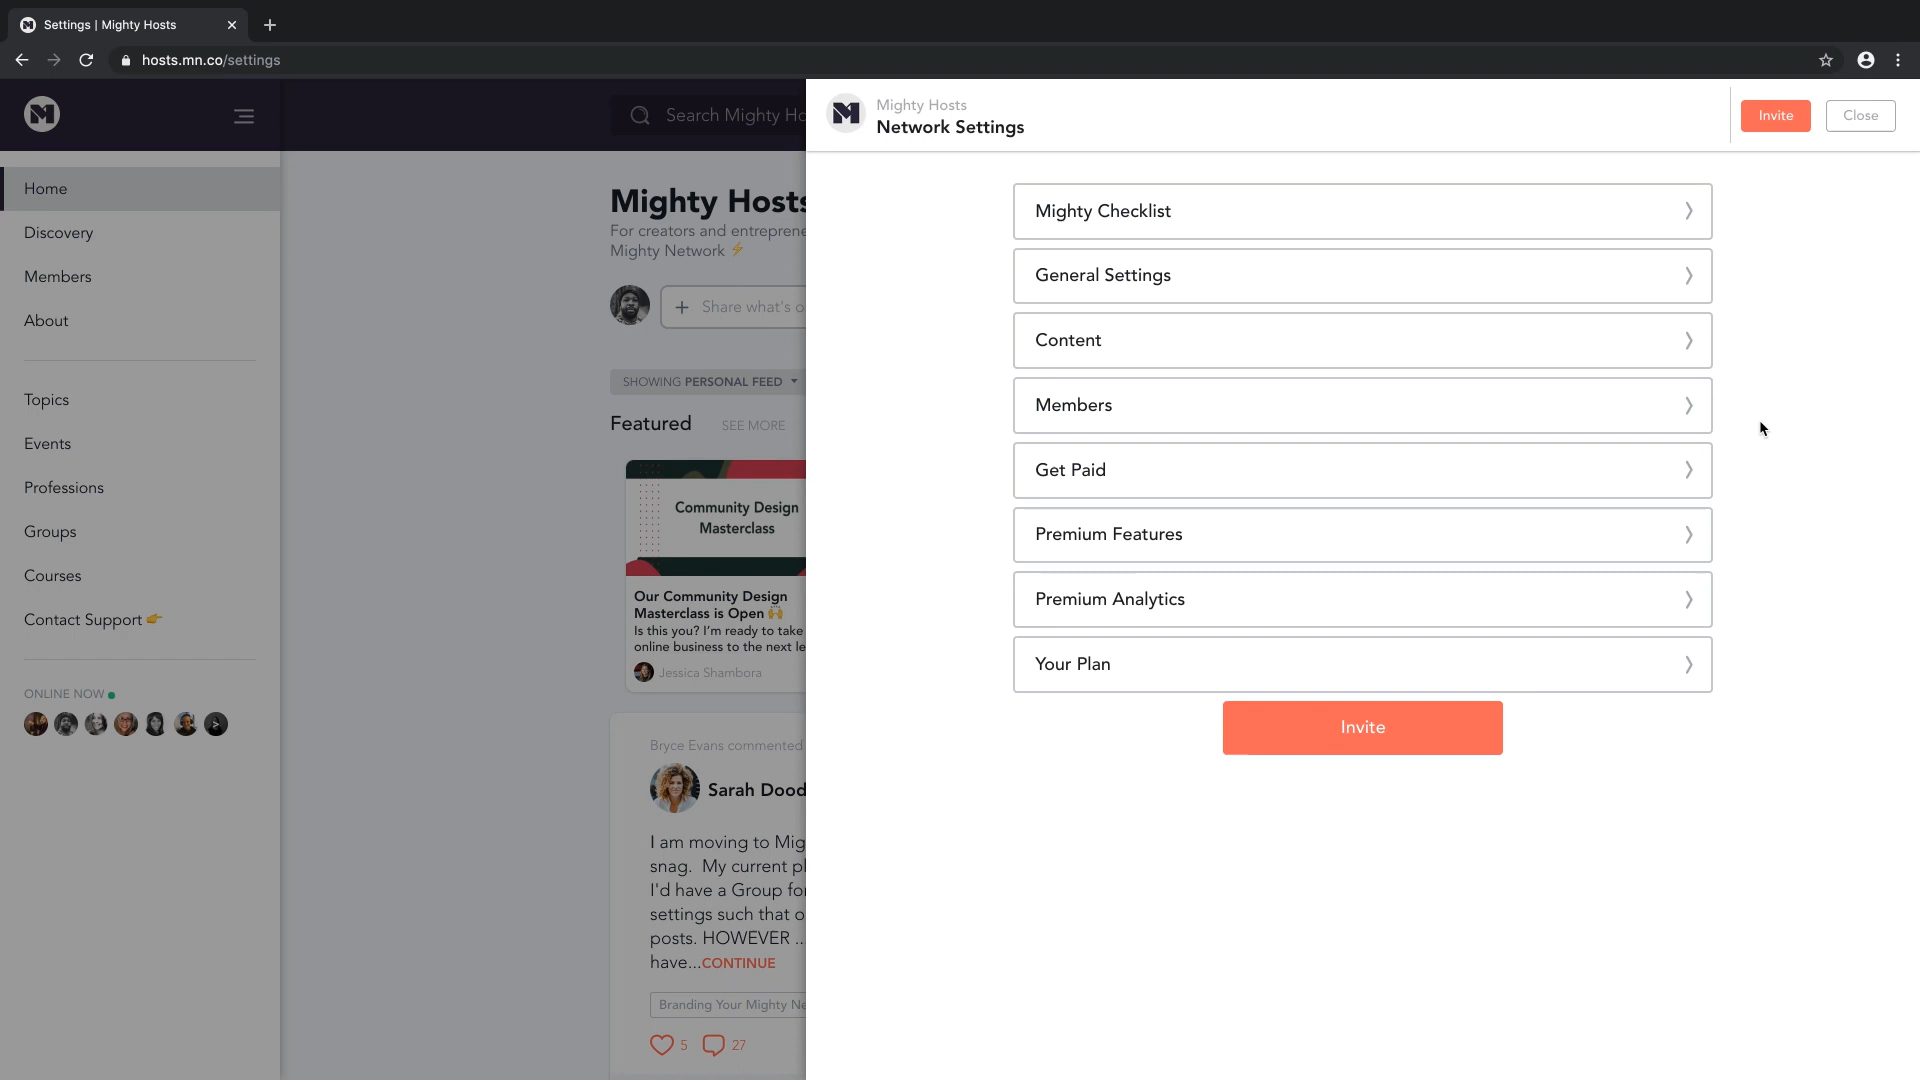 Settings | Mighty Hosts
hosts.mn.co/settings
Search Mighty Ho
Mighty Hosts
Network Settings
Invite
Close
Home
Discovery
Members
About
Topics
Events
Professions
Groups
Courses
Contact Support 👉
ONLINE NOW
Mighty Hosts
For creators and entreprene
Mighty Network ⚡
Share what's o
SHOWING PERSONAL FEED
Featured
SEE MORE
Community Design
Masterclass
Our Community Design
Masterclass is Open 🙌
Is this you? I'm ready to take
online business to the next le
Jessica Shambora
Bryce Evans commented
Sarah Dood
I am moving to Mig
snag. My current pl
I'd have a Group for
settings such that o
posts. HOWEVER ...
have...CONTINUE
Branding Your Mighty Ne
5
27
Mighty Checklist
General Settings
Content
Members
Get Paid
Premium Features
Premium Analytics
Your Plan
Invite